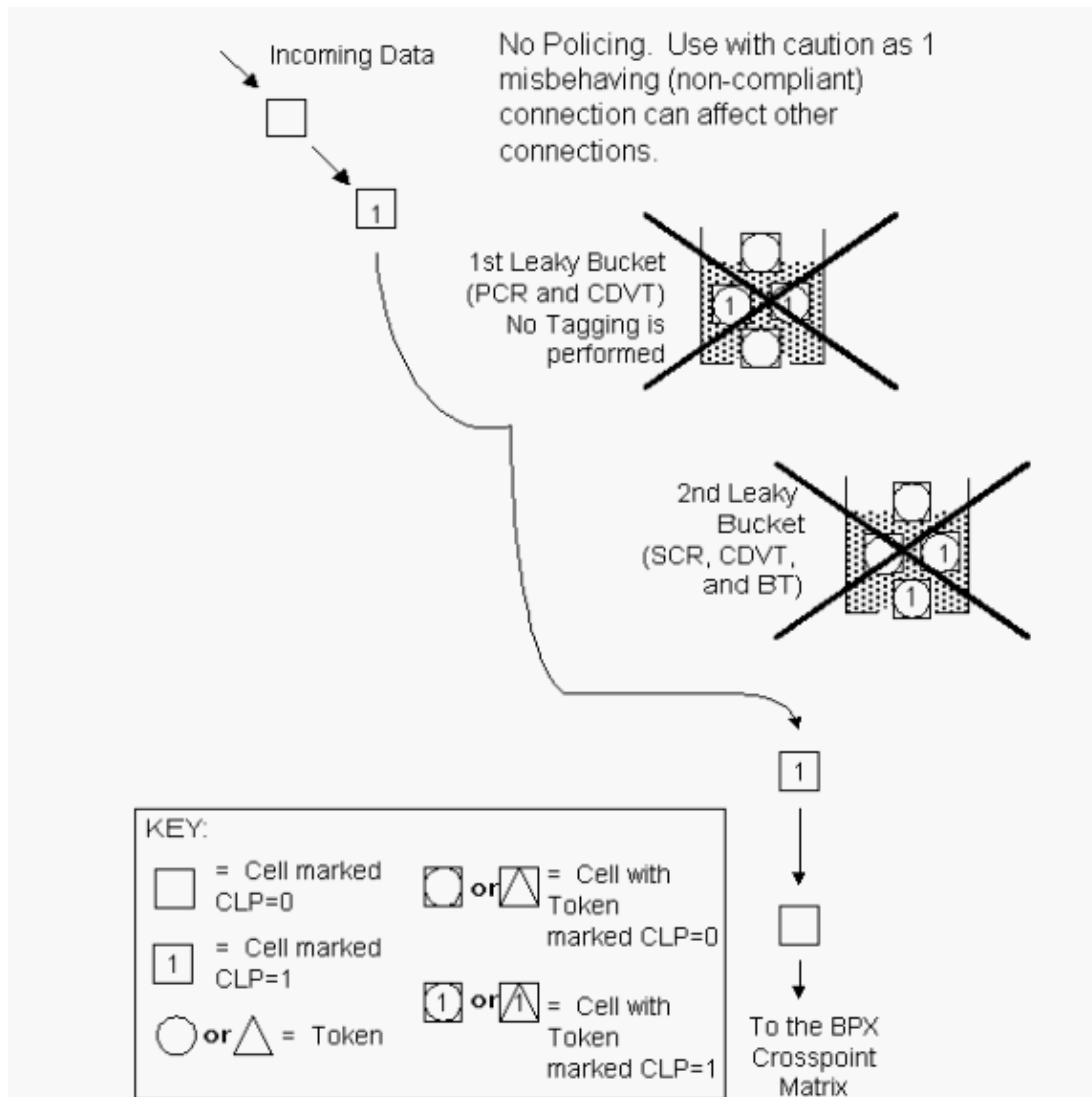 Incoming Data
No Policing. Use with caution as 1
misbehaving (non-compliant)
connection can affect other
connections.
1
1st Leaky Bucket
(PCR and CDVT)
No Tagging is
performed
1 1
2nd Leaky
Bucket
(SCR, CDVT,
and BT)
1
1
1
KEY:
= Cell marked
CLP=0
or = Cell with
Token
marked CLP=0
1 = Cell marked
CLP=1
1 or 1 = Cell with
Token
marked CLP=1
or = Token
To the BPX
Crosspoint
Matrix